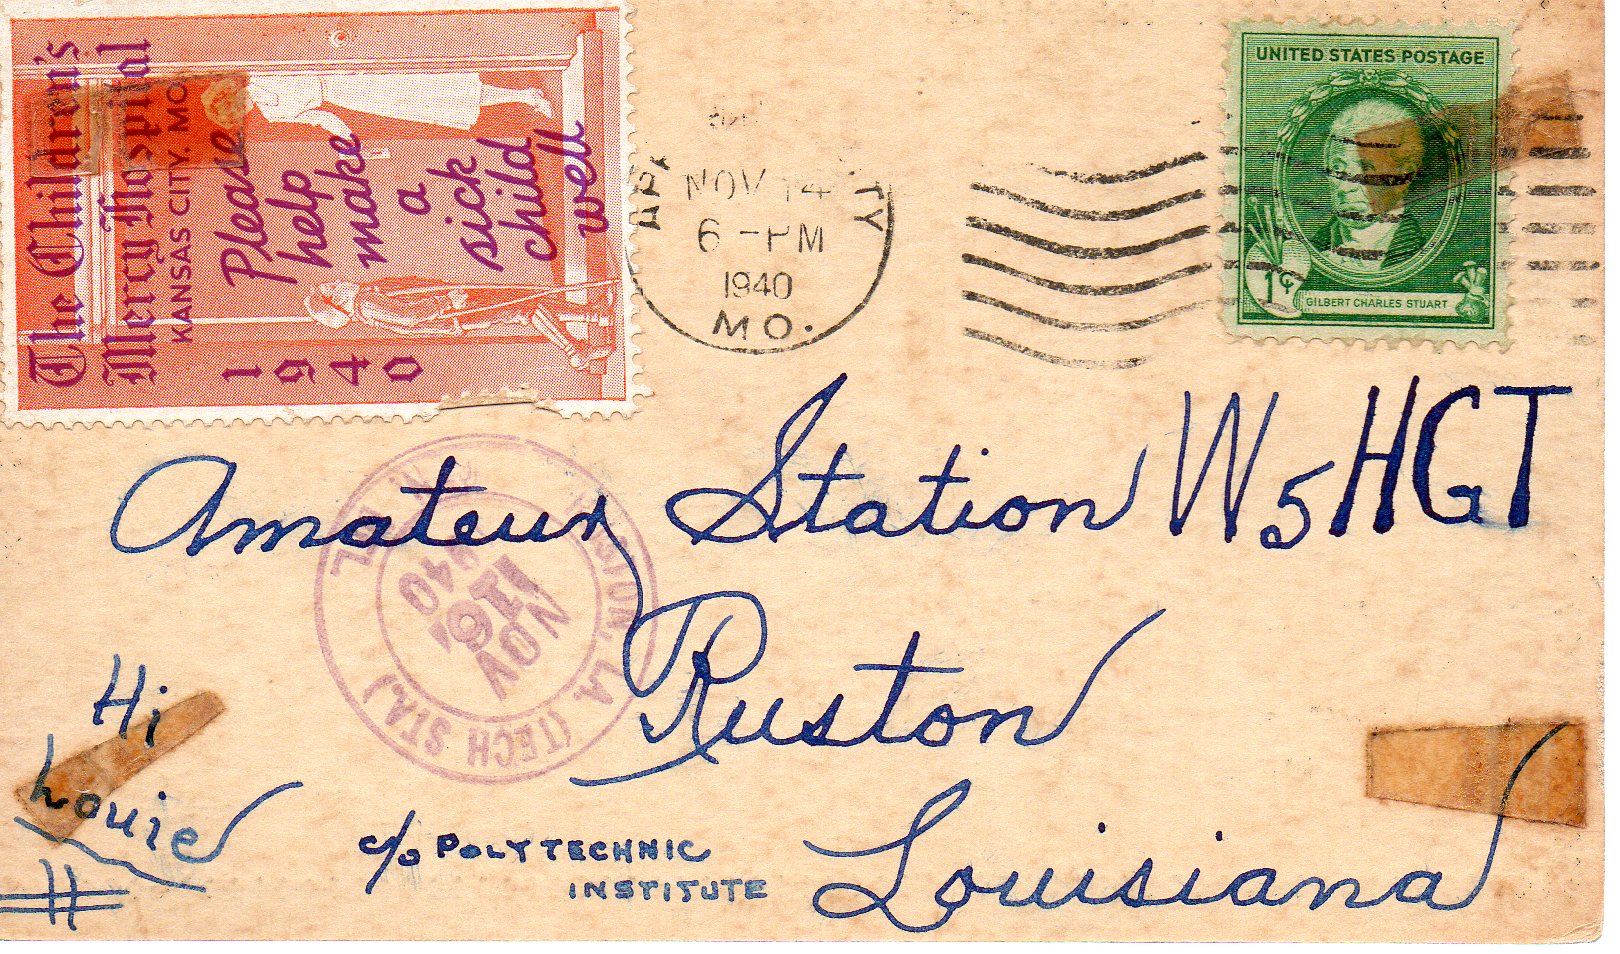 The Children's
Mercy Hospital
KANSAS CITY, MO.
Please
help
make
a
sick
child
well
1940
NOV 14
6 - PM
1940
MO.
TY
UNITED STATES POSTAGE
1¢
GILBERT CHARLES STUART
Amateur Station W5HGT
Ruston
Louisiana
c/o POLYTECHNIC
INSTITUTE
Hi
Louie
NOV
16
1940
LA. (TECH STA.)